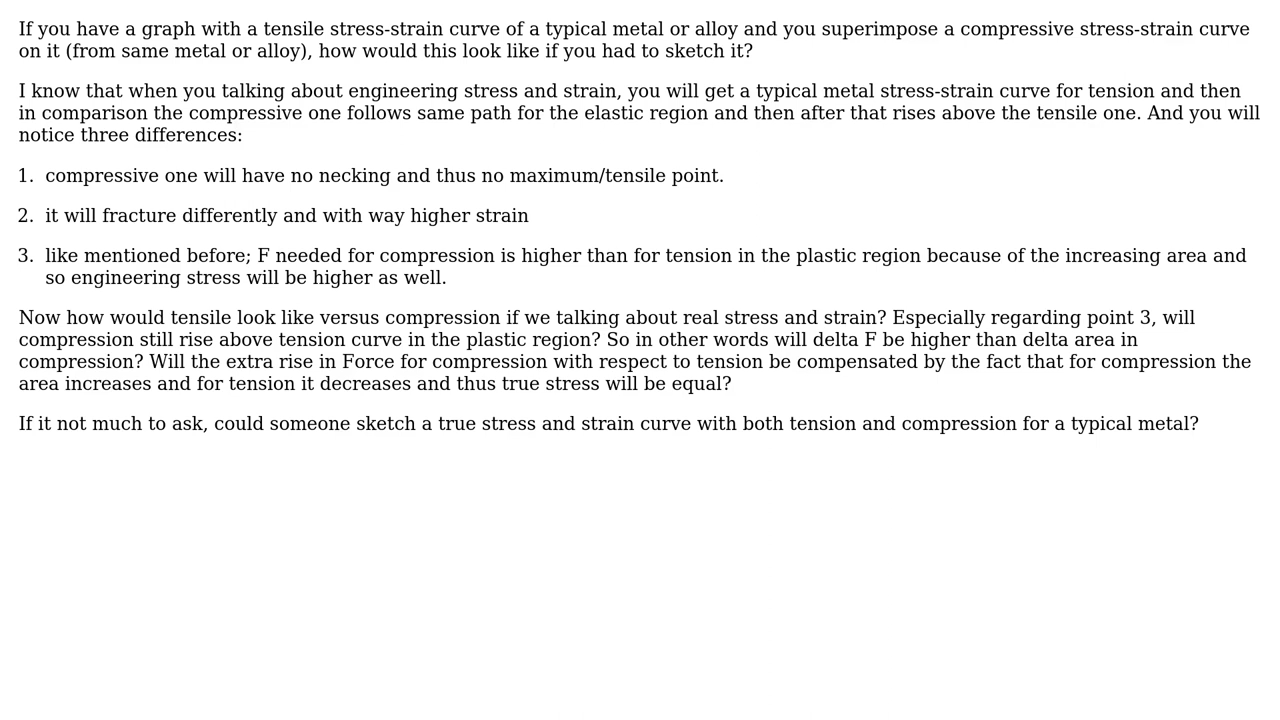 If you have a graph with a tensile stress-strain curve of a typical metal or alloy and you superimpose a compressive stress-strain curve
on it (from same metal or alloy), how would this look like if you had to sketch it?
I know that when you talking about engineering stress and strain, you will get a typical metal stress-strain curve for tension and then
in comparison the compressive one follows same path for the elastic region and then after that rises above the tensile one. And you will
notice three differences:
1. compressive one will have no necking and thus no maximum/tensile point.
2. it will fracture differently and with way higher strain
3. like mentioned before; F needed for compression is higher than for tension in the plastic region because of the increasing area and
so engineering stress will be higher as well.
Now how would tensile look like versus compression if we talking about real stress and strain? Especially regarding point 3, will
compression still rise above tension curve in the plastic region? So in other words will delta F be higher than delta area in
compression? Will the extra rise in Force for compression with respect to tension be compensated by the fact that for compression the
area increases and for tension it decreases and thus true stress will be equal?
If it not much to ask, could someone sketch a true stress and strain curve with both tension and compression for a typical metal?